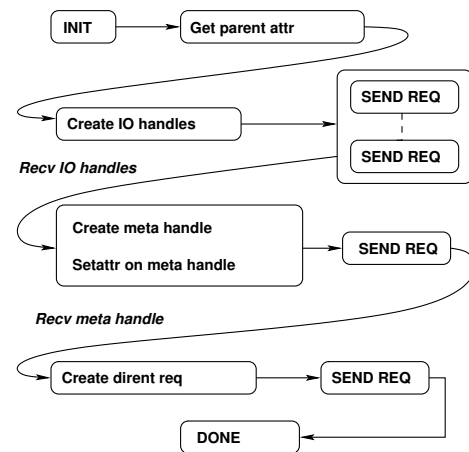 INIT
Get parent attr
SEND REQ
Create IO handles
SEND REQ
Recv IO handles
Create meta handle
Setattr on meta handle
SEND REQ
Recv meta handle
Create dirent req
SEND REQ
DONE